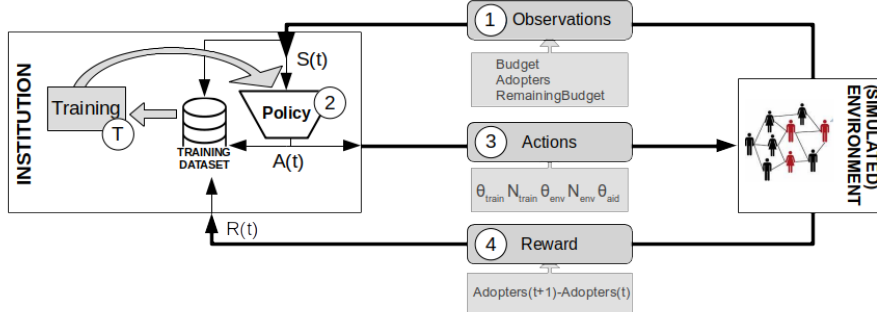 1 Observations
Budget
Adopters
RemainingBudget
INSTITUTION
S(t)
Training
T
Policy
2
TRAINING
DATASET
A(t)
3 Actions
θtrain Ntrain θenv Nenv θaid
(SIMULATED)
ENVIRONMENT
R(t)
4 Reward
Adopters(t+1)-Adopters(t)